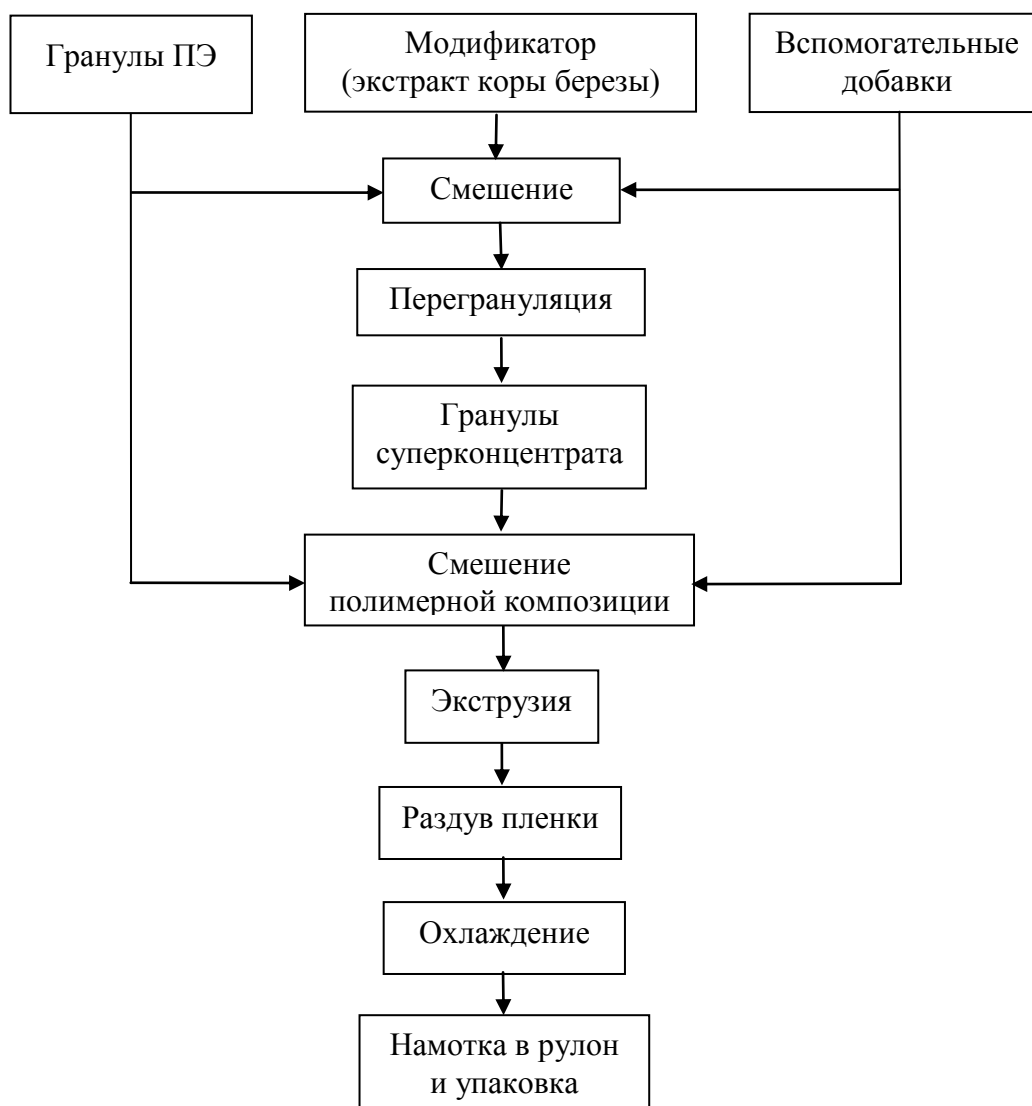 Гранулы ПЭ
Модификатор
(экстракт коры березы)
Вспомогательные
добавки
Смешение
Перегрануляция
Гранулы
суперконцентрата
Смешение
полимерной композиции
Экструзия
Раздув пленки
Охлаждение
Намотка в рулон
и упаковка